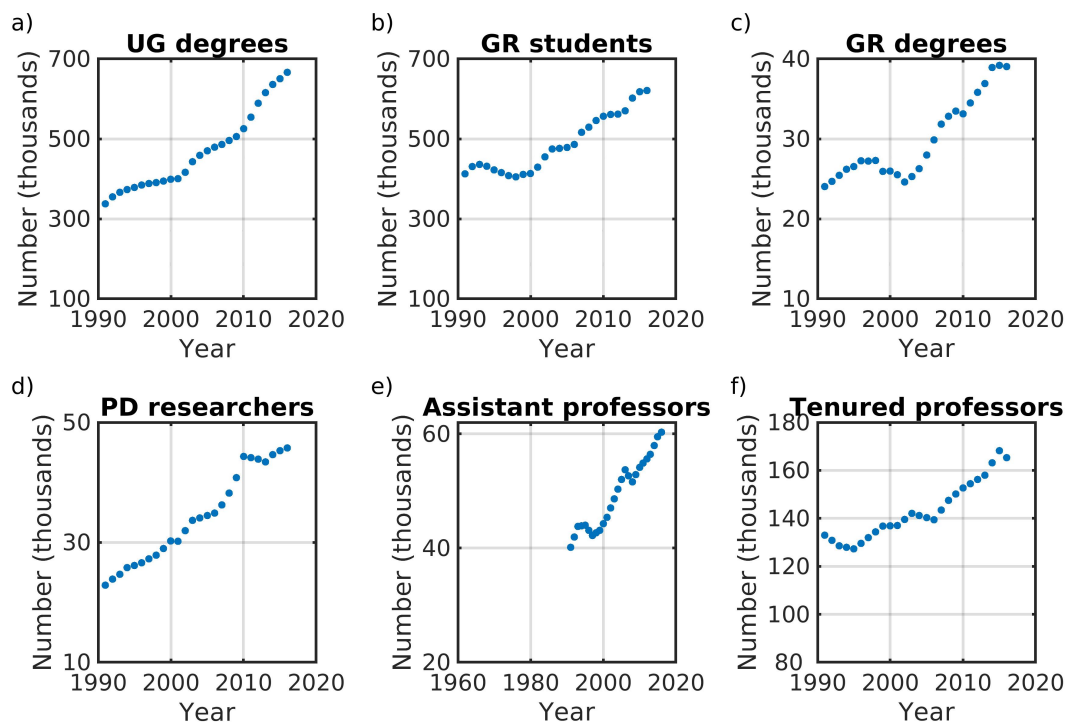 a)
UG degrees
Number (thousands)
700
500
300
100
1990 2000 2010 2020
Year
b)
GR students
Number (thousands)
700
500
300
100
1960 1980 2000 2020
Year
c)
GR degrees
Number (thousands)
40
30
20
10
1990 2000 2010 2020
Year
d)
PD researchers
Number (thousands)
50
30
10
1990 2000 2010 2020
Year
e)
Assistant professors
Number (thousands)
60
40
20
1960 1980 2000 2020
Year
f)
Tenured professors
Number (thousands)
180
160
140
120
100
80
1990 2000 2010 2020
Year